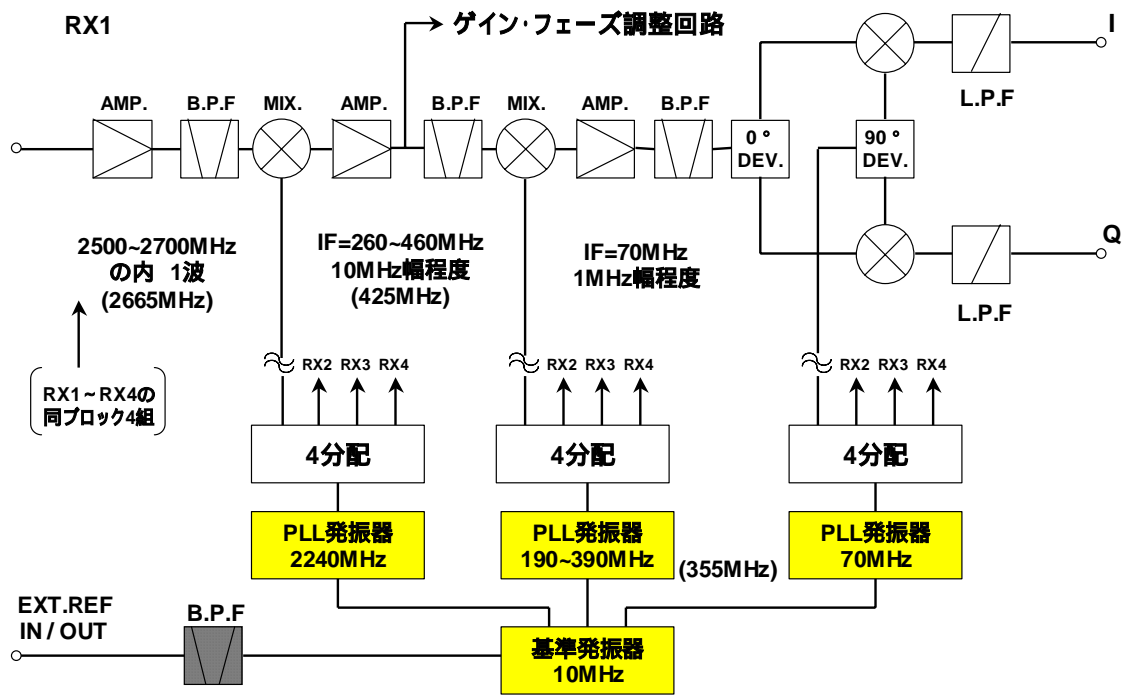 RX1
ゲイン・フェーズ調整回路
I
AMP.
B.P.F
MIX.
AMP.
B.P.F
MIX.
AMP.
B.P.F
0°
DEV.
90°
DEV.
L.P.F
2500~2700MHz
の内 1波
(2665MHz)
IF=260~460MHz
10MHz幅程度
(425MHz)
IF=70MHz
1MHz幅程度
Q
L.P.F
RX1~RX4の
同ブロック4組
RX2 RX3 RX4
RX2 RX3 RX4
RX2 RX3 RX4
4分配
4分配
4分配
PLL発振器
2240MHz
PLL発振器
190~390MHz
(355MHz)
PLL発振器
70MHz
EXT.REF
IN / OUT
B.P.F
基準発振器
10MHz